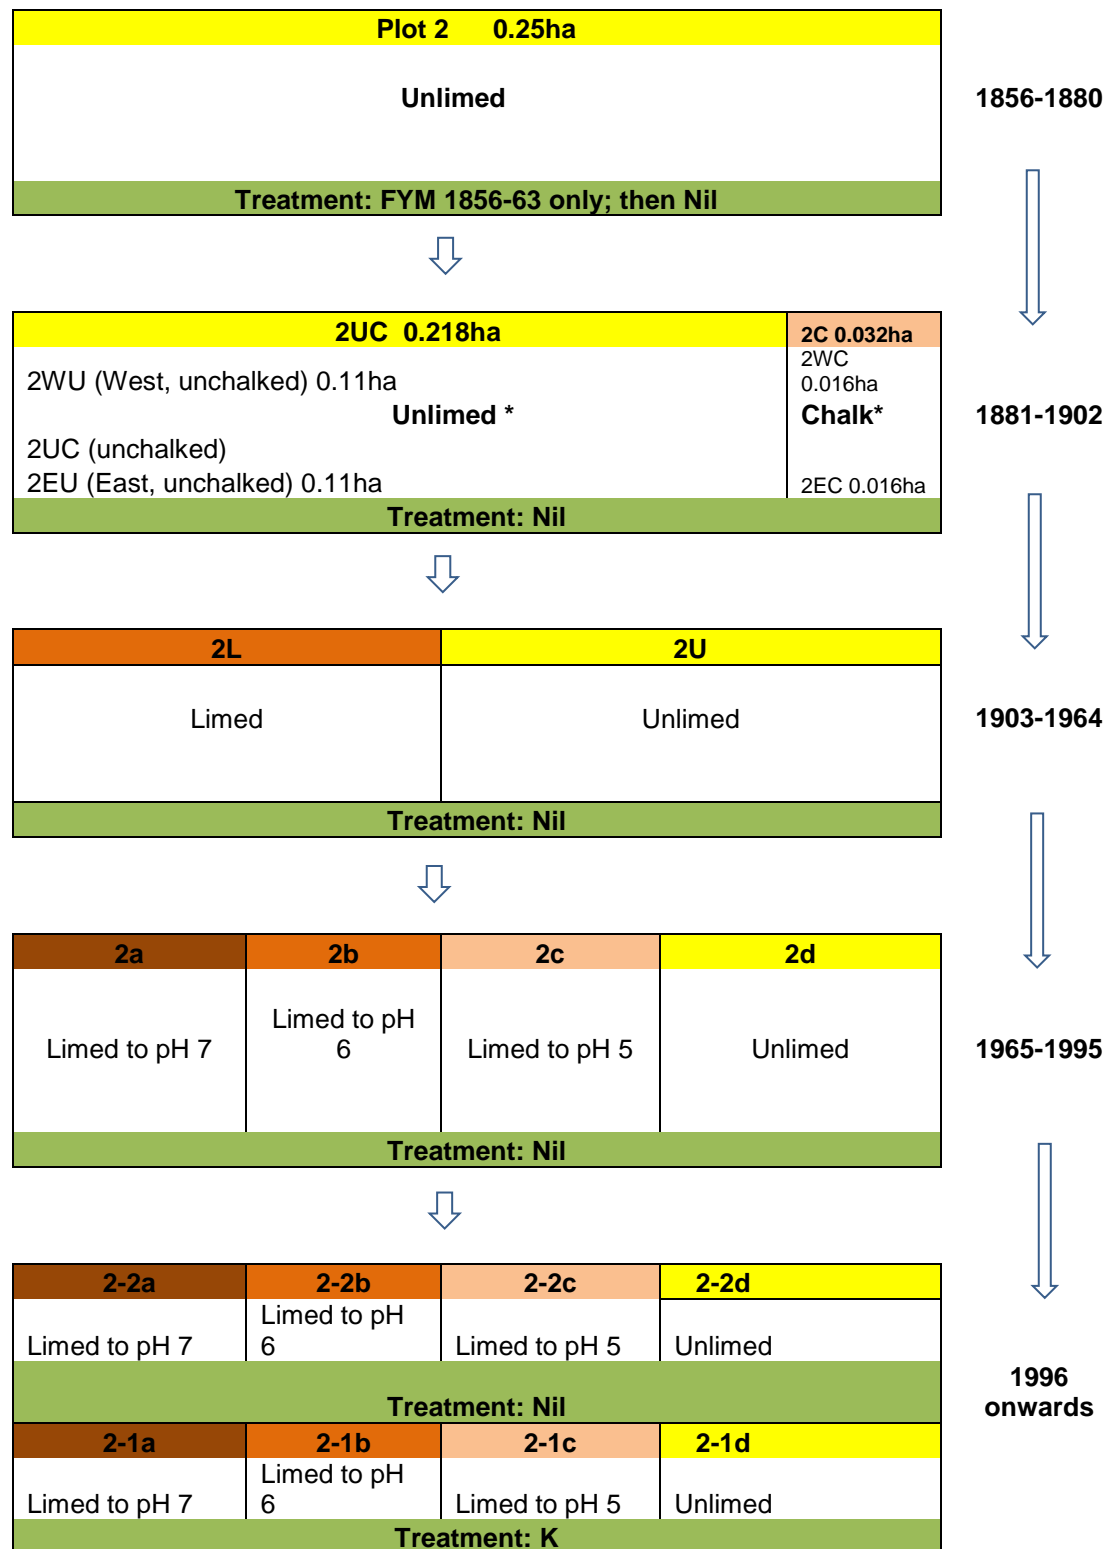 Plot 2 0.25ha
Unlimed
1856-1880
Treatment: FYM 1856-63 only; then Nil
2UC 0.218ha
2C 0.032ha
2WC
0.016ha
2WU (West, unchalked) 0.11ha
Unlimed *
Chalk*
1881-1902
2UC (unchalked)
2EU (East, unchalked) 0.11ha
2EC 0.016ha
Treatment: Nil
2L
2U
Limed
Unlimed
1903-1964
Treatment: Nil
2a
2b
2c
2d
Limed to pH 7
Limed to pH
6
Limed to pH 5
Unlimed
1965-1995
Treatment: Nil
2-2a
2-2b
2-2c
2-2d
Limed to pH 7
Limed to pH
6
Limed to pH 5
Unlimed
Treatment: Nil
1996
onwards
2-1a
2-1b
2-1c
2-1d
Limed to pH 7
Limed to pH
6
Limed to pH 5
Unlimed
Treatment: K